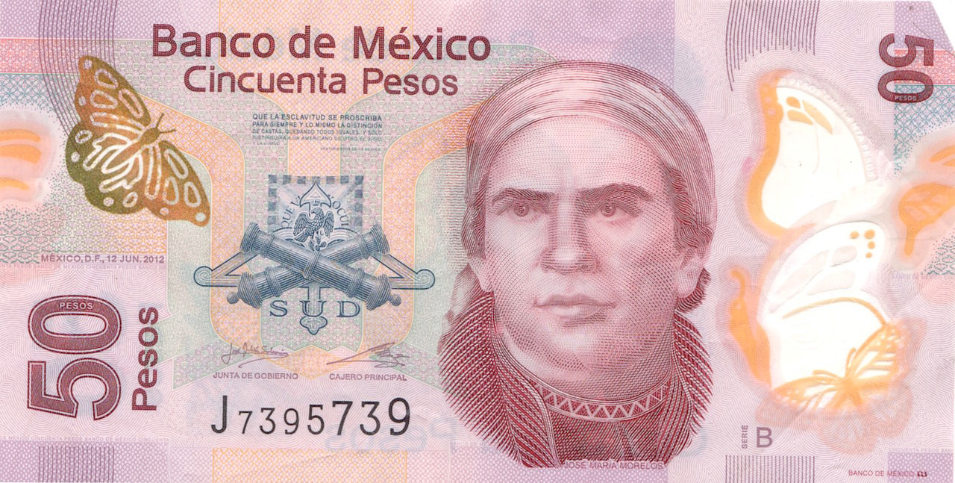 Banco de México
Cincuenta Pesos
50
PESOS
QUE LA ESCLAVITUD SE PROSCRIBA
PARA SIEMPRE Y LO MISMO LA DISTINCIÓN
DE CASTAS, QUEDANDO TODOS IGUALES, Y SOLO
MÉXICO, D.F., 12 JUN. 2012
SUD
50
PESOS
Pesos
JUNTA DE GOBIERNO
CAJERO PRINCIPAL
J7395739
SERIE
B
JOSÉ MARÍA MORELOS
BANCO DE MÉXICO